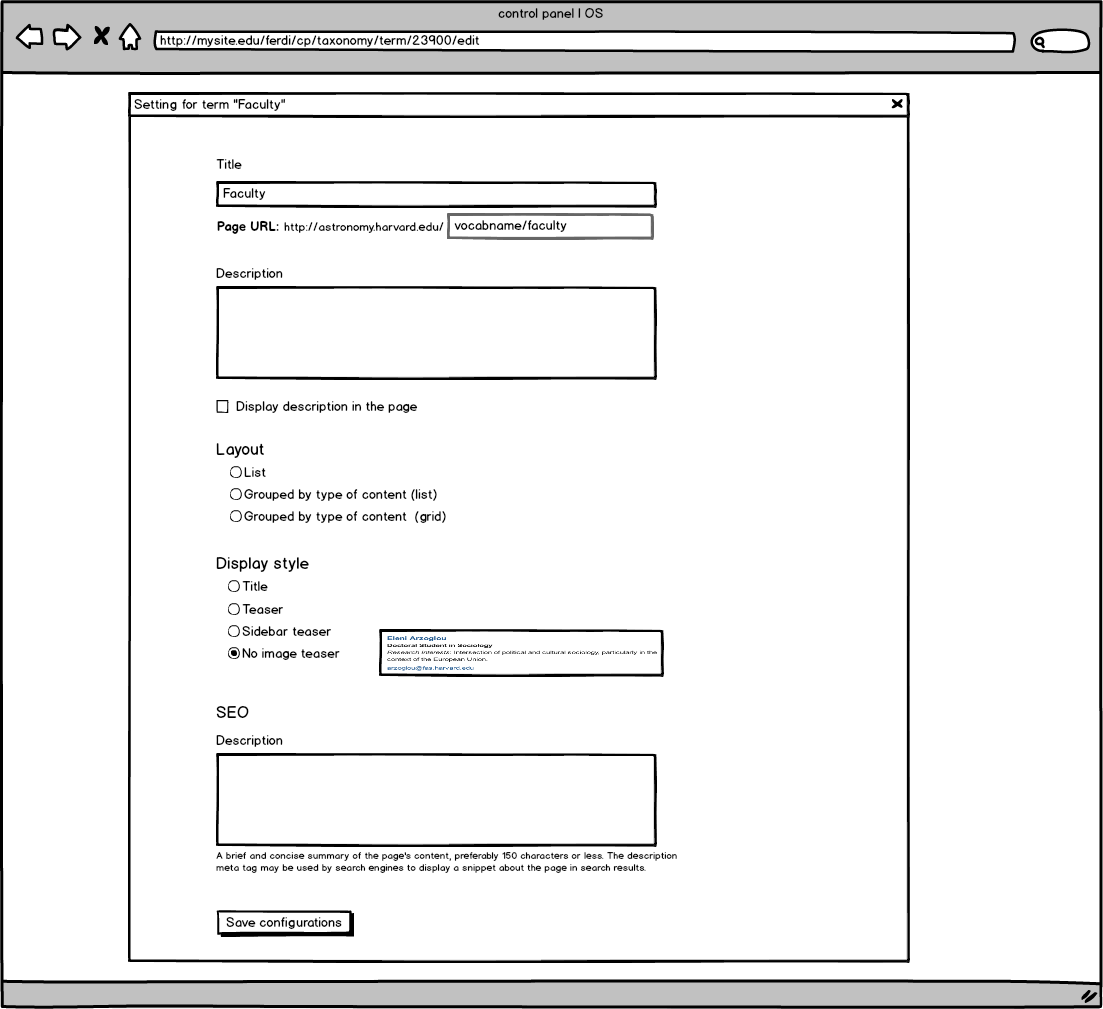 control panel | OS
http://mysite.edu/ferdi/cp/taxonomy/term/23900/edit
Setting for term "Faculty"
Title
Faculty
Page URL: http://astronomy.harvard.edu/ vocabname/faculty
Description
Display description in the page
Layout
List
Grouped by type of content (list)
Grouped by type of content (grid)
Display style
Title
Teaser
Sidebar teaser
No image teaser
Eleni Arzoglou
Doctoral Student in Sociology
Research Interests: Intersection of political and cultural sociology, particularly in the
context of the European Union.
arzoglou@fas.harvard.edu
SEO
Description
A brief and concise summary of the page's content, preferably 150 characters or less. The description
meta tag may be used by search engines to display a snippet about the page in search results.
Save configurations